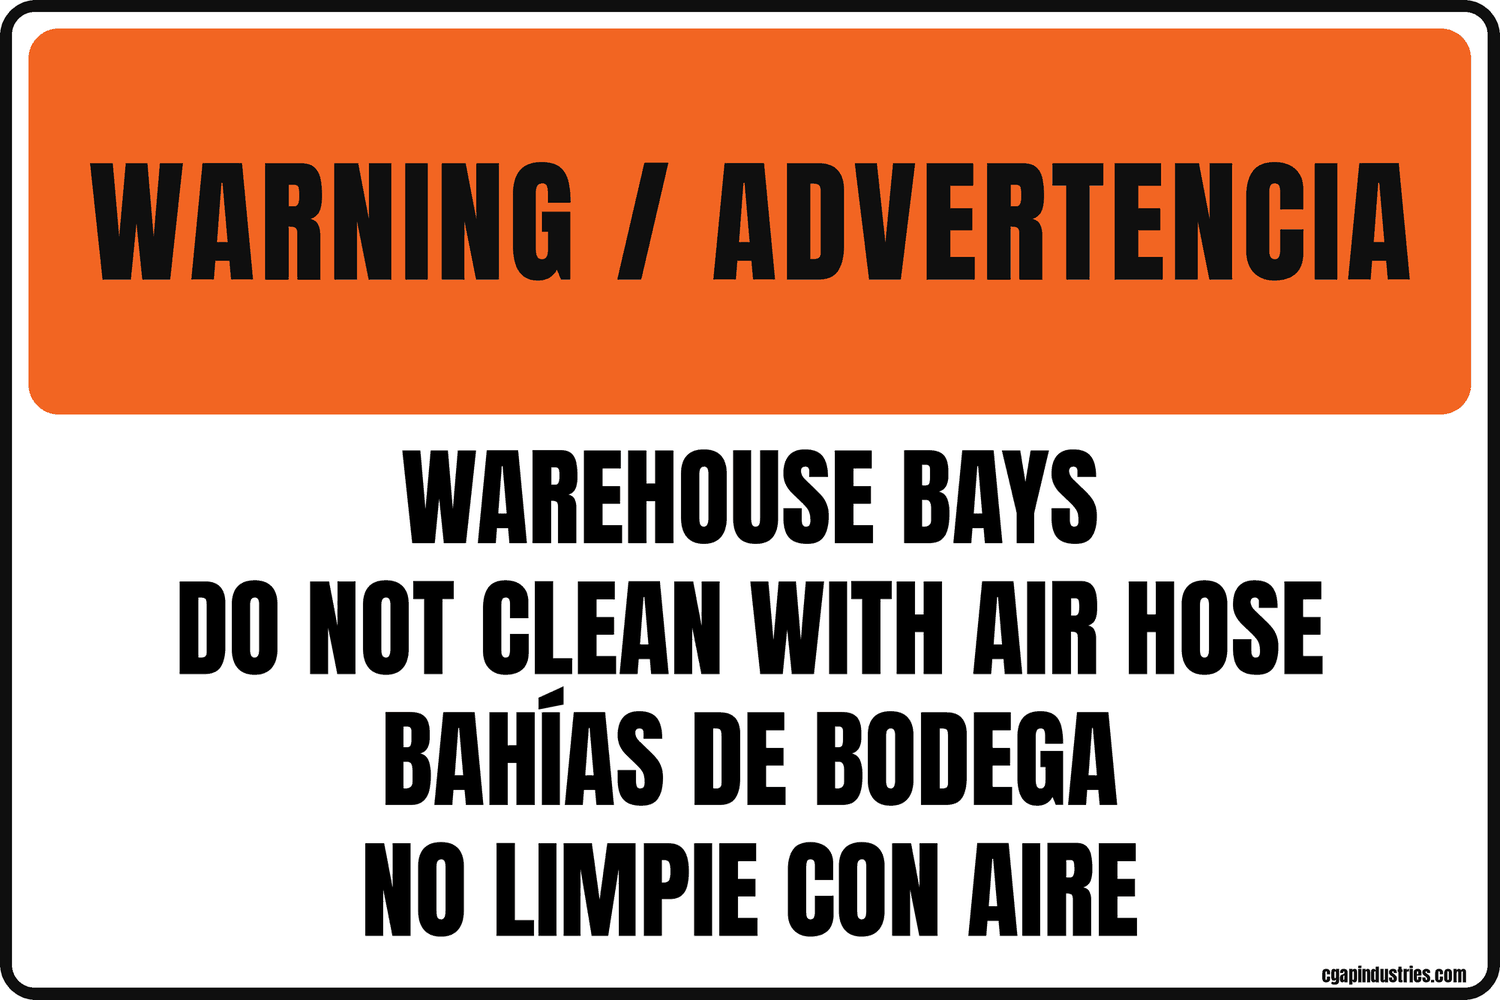 WARNING / ADVERTENCIA
WAREHOUSE BAYS
DO NOT CLEAN WITH AIR HOSE
BAHÍAS DE BODEGA
NO LIMPIE CON AIRE
cgapindustries.com